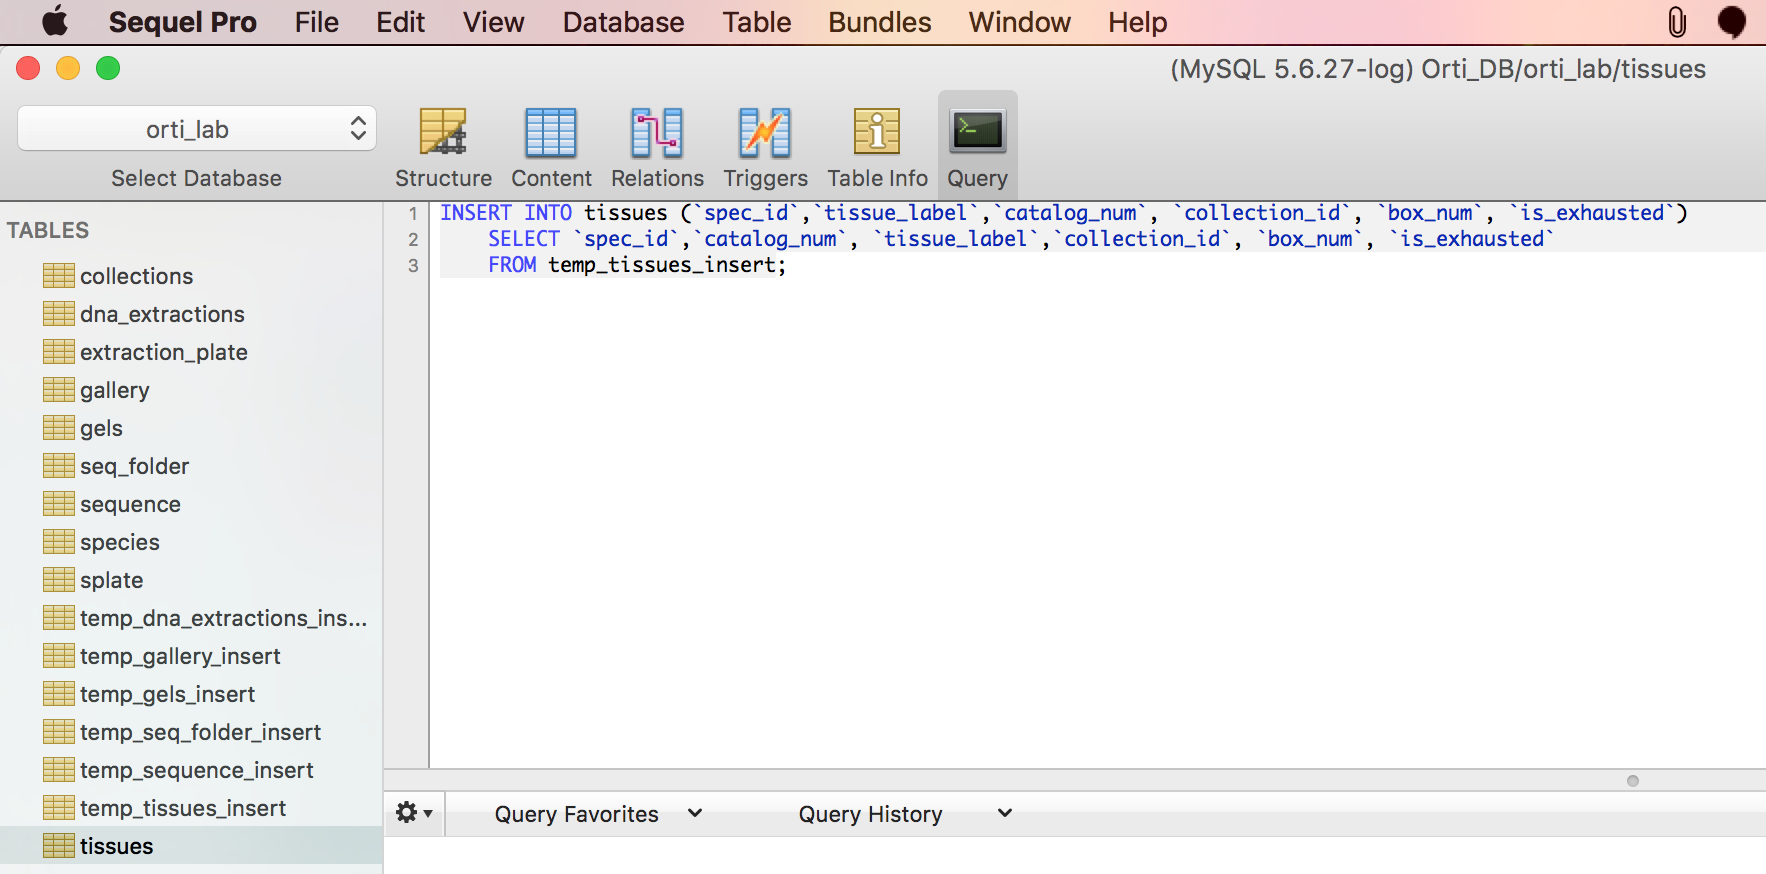 Sequel Pro File Edit View Database Table Bundles Window Help
(MySQL 5.6.27-log) Orti_DB/orti_lab/tissues
orti_lab
Select Database Structure Content Relations Triggers Table Info Query
TABLES
collections
dna_extractions
extraction_plate
gallery
gels
seq_folder
sequence
species
splate
temp_dna_extractions_ins...
temp_gallery_insert
temp_gels_insert
temp_seq_folder_insert
temp_sequence_insert
temp_tissues_insert
tissues
1 INSERT INTO tissues (`spec_id`,`tissue_label`,`catalog_num`, `collection_id`, `box_num`, `is_exhausted`)
2 SELECT `spec_id`,`catalog_num`, `tissue_label`,`collection_id`, `box_num`, `is_exhausted`
3 FROM temp_tissues_insert;
Query Favorites Query History